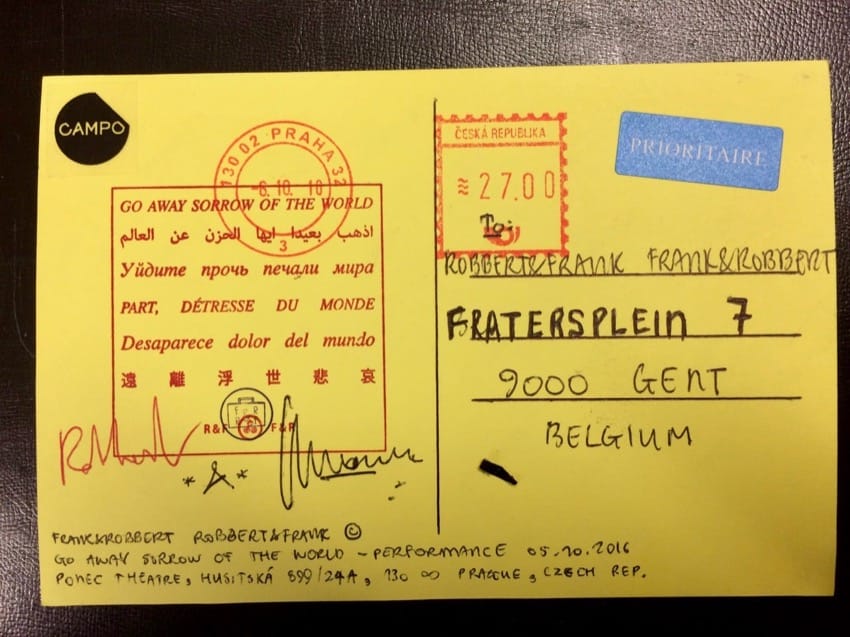 CAMPO
130 02 PRAHA 32
-6.10.16
3
GO AWAY SORROW OF THE WORLD
اذهب بعيدا ايها الحزن عن العالم
Уйдите прочь печали мира
PART, DÉTRESSE DU MONDE
Desaparece dolor del mundo
遠離浮世悲哀
F R
R&F F&R
* & *
FRANK&ROBBERT ROBBERT&FRANK ©
GO AWAY SORROW OF THE WORLD - PERFORMANCE 05.10.2016
PONEC THEATRE, HUSITSKÁ 899/24A, 130 00 PRAGUE, CZECH REP.
ČESKÁ REPUBLIKA
≈27.00
PRIORITAIRE
To:
ROBBERT&FRANK FRANK&ROBBERT
FRATERSPLEIN 7
9000 GENT
BELGIUM